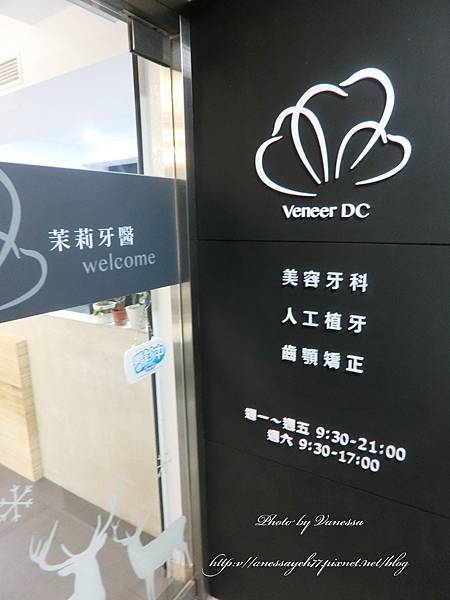 茉莉牙醫
welcome
Veneer DC
美容牙科
人工植牙
齒顎矯正
週一～週五 9:30-21:00
週六 9:30-17:00
Photo by Vanessa
http://anessayeh77.pixnet.net/blog